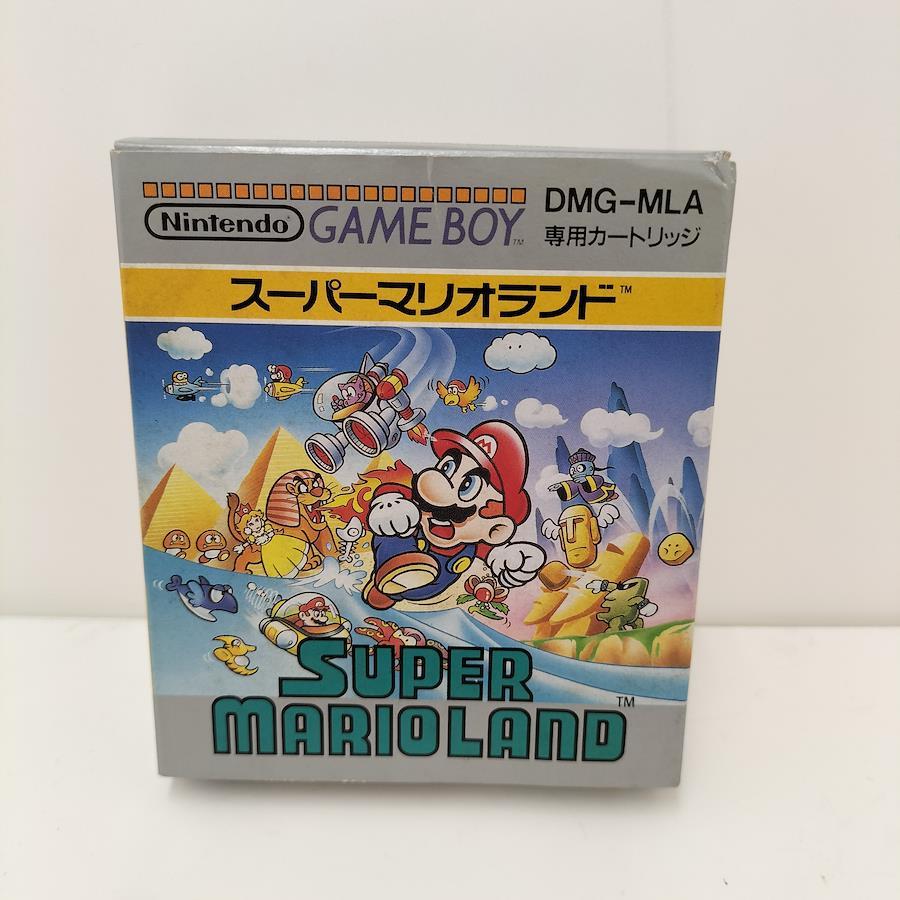 Nintendo® GAME BOY™
DMG-MLA
専用カートリッジ
スーパーマリオランド™
M
SUPER
MARIOLAND™